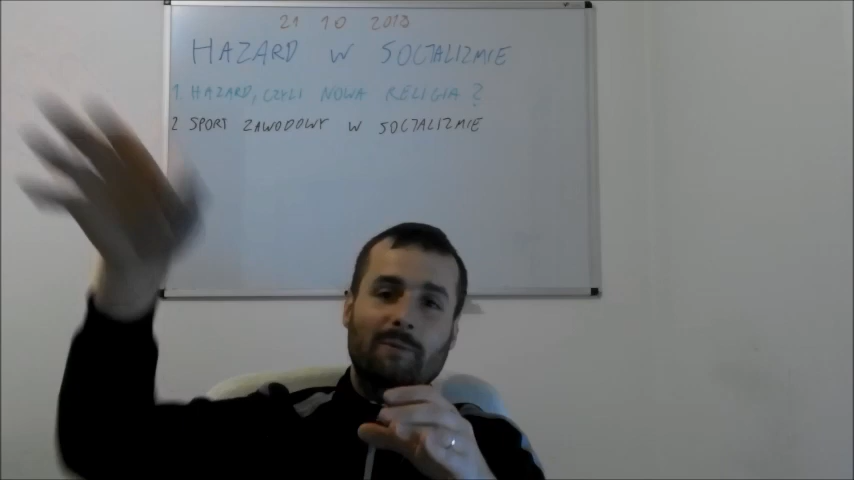 21 10 2013
HAZARD W SOCJALIZMIE
1. HAZARD, CZYLI NOWA RELIGIA?
2 SPORT ZAWODOWY W SOCJALIZMIE